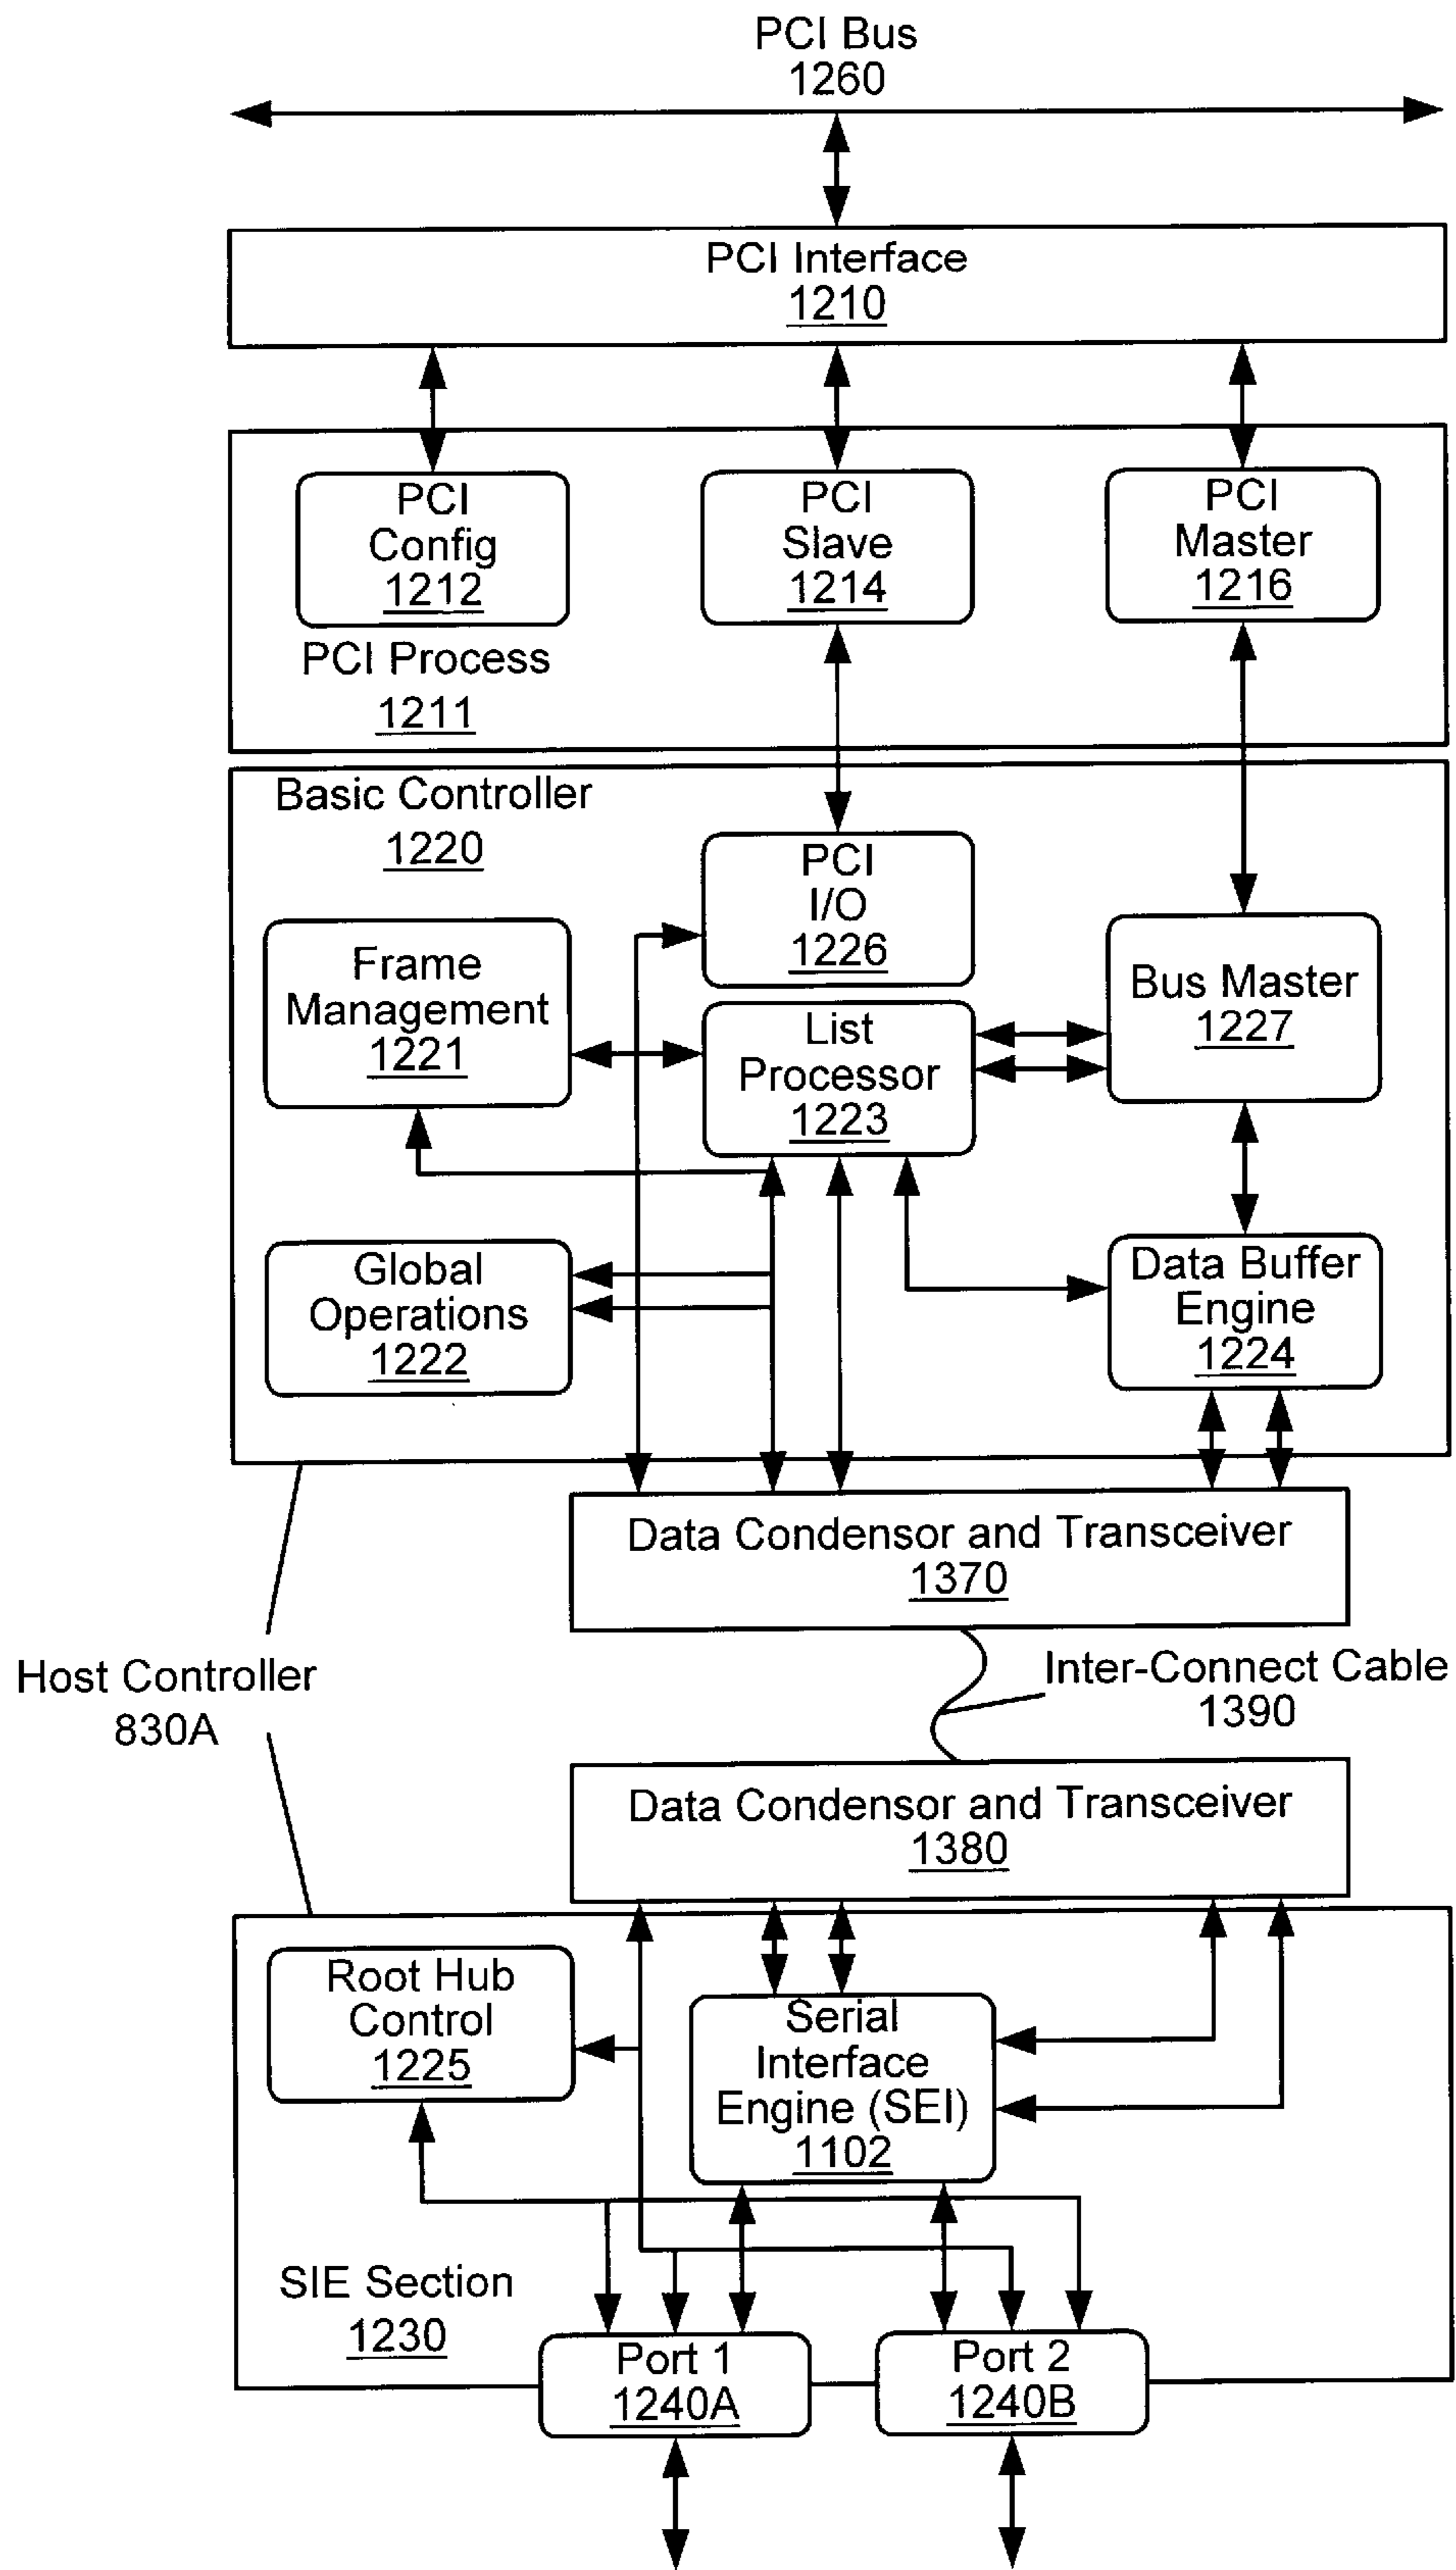 PCI Bus
1260
PCI Interface
1210
PCI
Config
1212
PCI
Slave
1214
PCI
Master
1216
PCI Process
1211
Basic Controller
1220
PCI
I/O
1226
Frame
Management
1221
List
Processor
1223
Bus Master
1227
Global
Operations
1222
Data Buffer
Engine
1224
Data Condensor and Transceiver
1370
Host Controller
830A
Inter-Connect Cable
1390
Data Condensor and Transceiver
1380
Root Hub
Control
1225
Serial
Interface
Engine (SEI)
1102
SIE Section
1230
Port 1
1240A
Port 2
1240B